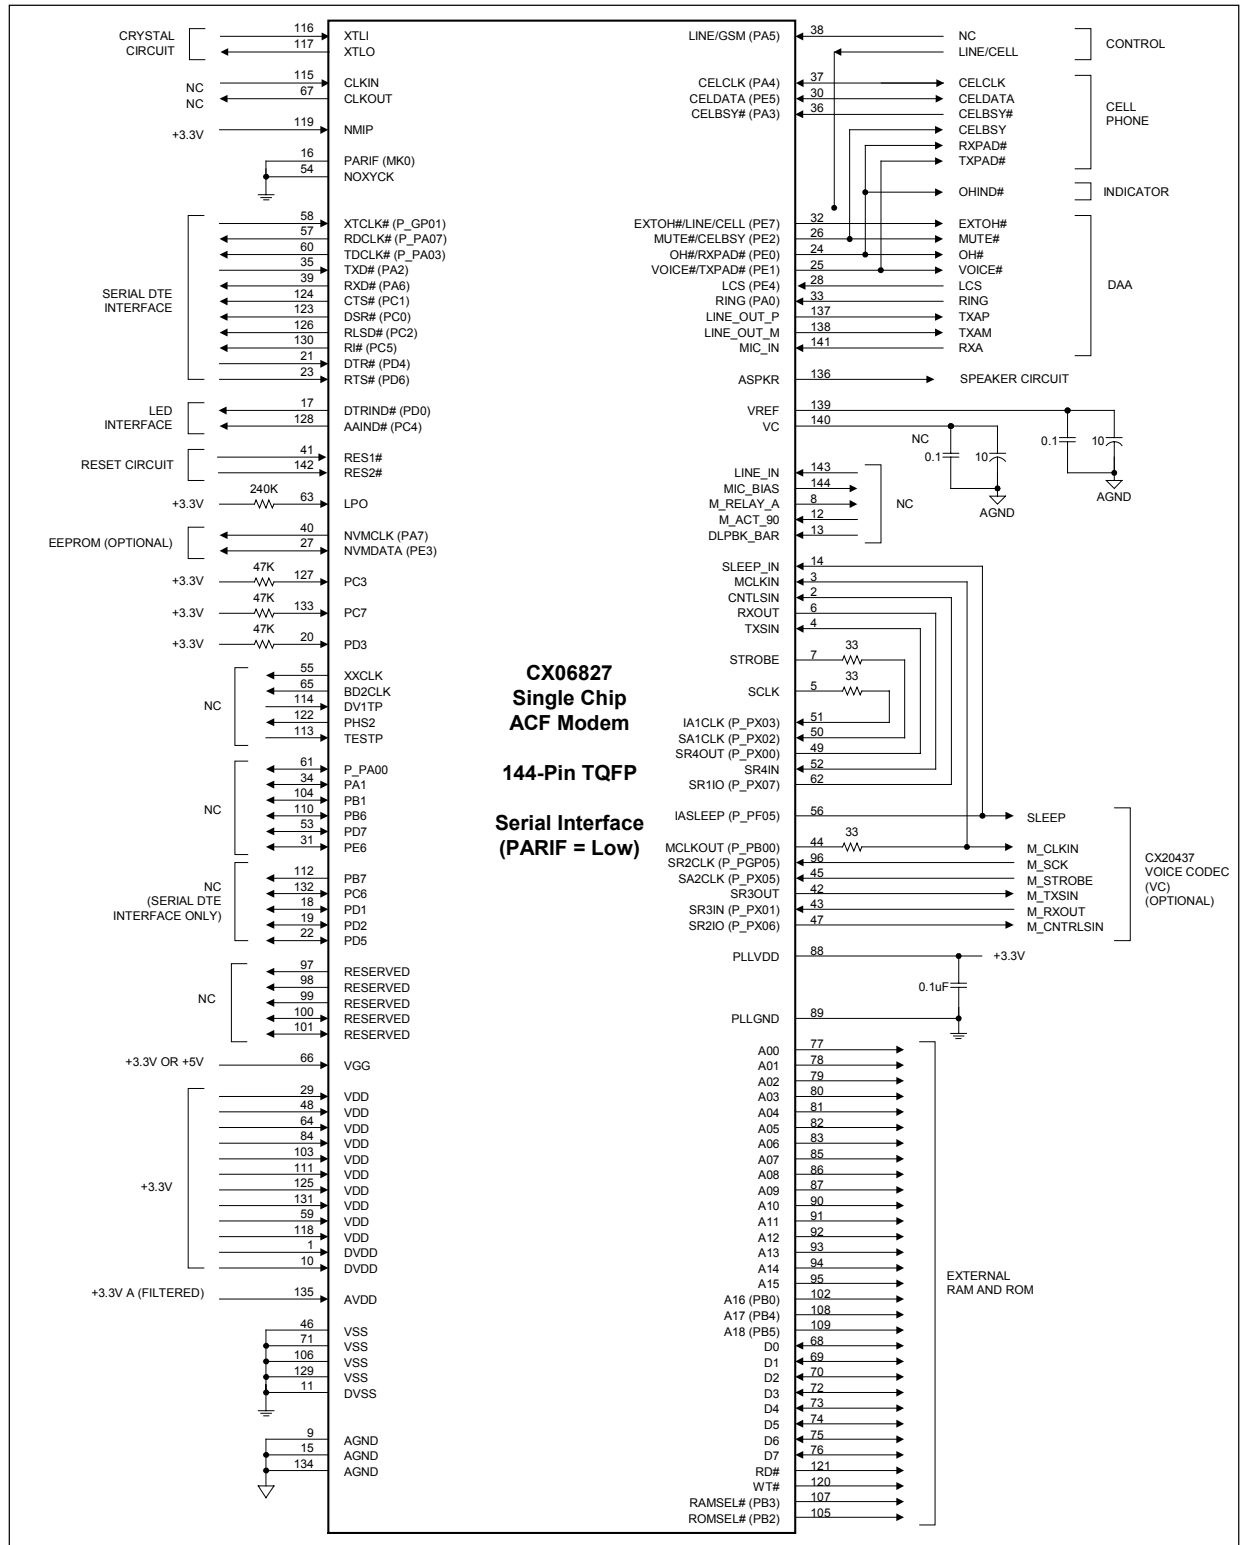 CRYSTAL
CIRCUIT
116 XTLI
117 XTLO
NC 115 CLKIN
NC 67 CLKOUT
+3.3V 119 NMIP
16 PARIF (MK0)
54 NOXYCK
SERIAL DTE
INTERFACE
58 XTCLK# (P_GP01)
57 RDCLK# (P_PA07)
60 TDCLK# (P_PA03)
35 TXD# (PA2)
39 RXD# (PA6)
124 CTS# (PC1)
123 DSR# (PC0)
126 RLSD# (PC2)
130 RI# (PC5)
21 DTR# (PD4)
23 RTS# (PD6)
LED
INTERFACE
17 DTRIND# (PD0)
128 AAIND# (PC4)
RESET CIRCUIT
41 RES1#
142 RES2#
+3.3V 240K 63 LPO
EEPROM (OPTIONAL)
40 NVMCLK (PA7)
27 NVMDATA (PE3)
+3.3V 47K 127 PC3
+3.3V 47K 133 PC7
+3.3V 47K 20 PD3
NC
55 XXCLK
65 BD2CLK
114 DV1TP
122 PHS2
113 TESTP
NC
61 P_PA00
34 PA1
104 PB1
110 PB6
53 PD7
31 PE6
NC
(SERIAL DTE
INTERFACE ONLY)
112 PB7
132 PC6
18 PD1
19 PD2
22 PD5
NC
97 RESERVED
98 RESERVED
99 RESERVED
100 RESERVED
101 RESERVED
+3.3V OR +5V 66 VGG
+3.3V
29 VDD
48 VDD
64 VDD
84 VDD
103 VDD
111 VDD
125 VDD
131 VDD
59 VDD
118 VDD
1 DVDD
10 DVDD
+3.3V A (FILTERED) 135 AVDD
46 VSS
71 VSS
106 VSS
129 VSS
11 DVSS
9 AGND
15 AGND
134 AGND
CX06827
Single Chip
ACF Modem
144-Pin TQFP
Serial Interface
(PARIF = Low)
LINE/GSM (PA5) 38 NC
LINE/CELL
CONTROL
CELCLK (PA4) 37 CELCLK
CELDATA (PE5) 30 CELDATA
CELBSY# (PA3) 36 CELBSY#
CELBSY
RXPAD#
TXPAD#
CELL
PHONE
OHIND#
INDICATOR
EXTOH#/LINE/CELL (PE7) 32 EXTOH#
MUTE#/CELBSY (PE2) 26 MUTE#
OH#/RXPAD# (PE0) 24 OH#
VOICE#/TXPAD# (PE1) 25 VOICE#
LCS (PE4) 28 LCS
RING (PA0) 33 RING
LINE_OUT_P 137 TXAP
LINE_OUT_M 138 TXAM
MIC_IN 141 RXA
DAA
ASPKR 136 SPEAKER CIRCUIT
VREF 139
VC 140
NC
0.1 10
AGND
0.1 10
AGND
LINE_IN 143
MIC_BIAS 144
M_RELAY_A 8
M_ACT_90 12
DLPBK_BAR 13
NC
SLEEP_IN 14
MCLKIN 3
CNTLSIN 2
RXOUT 6
TXSIN 4
STROBE 7 33
SCLK 5 33
IA1CLK (P_PX03) 51
SA1CLK (P_PX02) 50
SR4OUT (P_PX00) 49
SR4IN 52
SR1IO (P_PX07) 62
IASLEEP (P_PF05) 56 SLEEP
MCLKOUT (P_PB00) 44 33 M_CLKIN
SR2CLK (P_PGP05) 96 M_SCK
SA2CLK (P_PX05) 45 M_STROBE
SR3OUT 42 M_TXSIN
SR3IN (P_PX01) 43 M_RXOUT
SR2IO (P_PX06) 47 M_CNTRLSIN
CX20437
VOICE CODEC
(VC)
(OPTIONAL)
PLLVDD 88 +3.3V
0.1uF
PLLGND 89
A00 77
A01 78
A02 79
A03 80
A04 81
A05 82
A06 83
A07 85
A08 86
A09 87
A10 90
A11 91
A12 92
A13 93
A14 94
A15 95
A16 (PB0) 102
A17 (PB4) 108
A18 (PB5) 109
D0 68
D1 69
D2 70
D3 72
D4 73
D5 74
D6 75
D7 76
RD# 121
WT# 120
RAMSEL# (PB3) 107
ROMSEL# (PB2) 105
EXTERNAL
RAM AND ROM